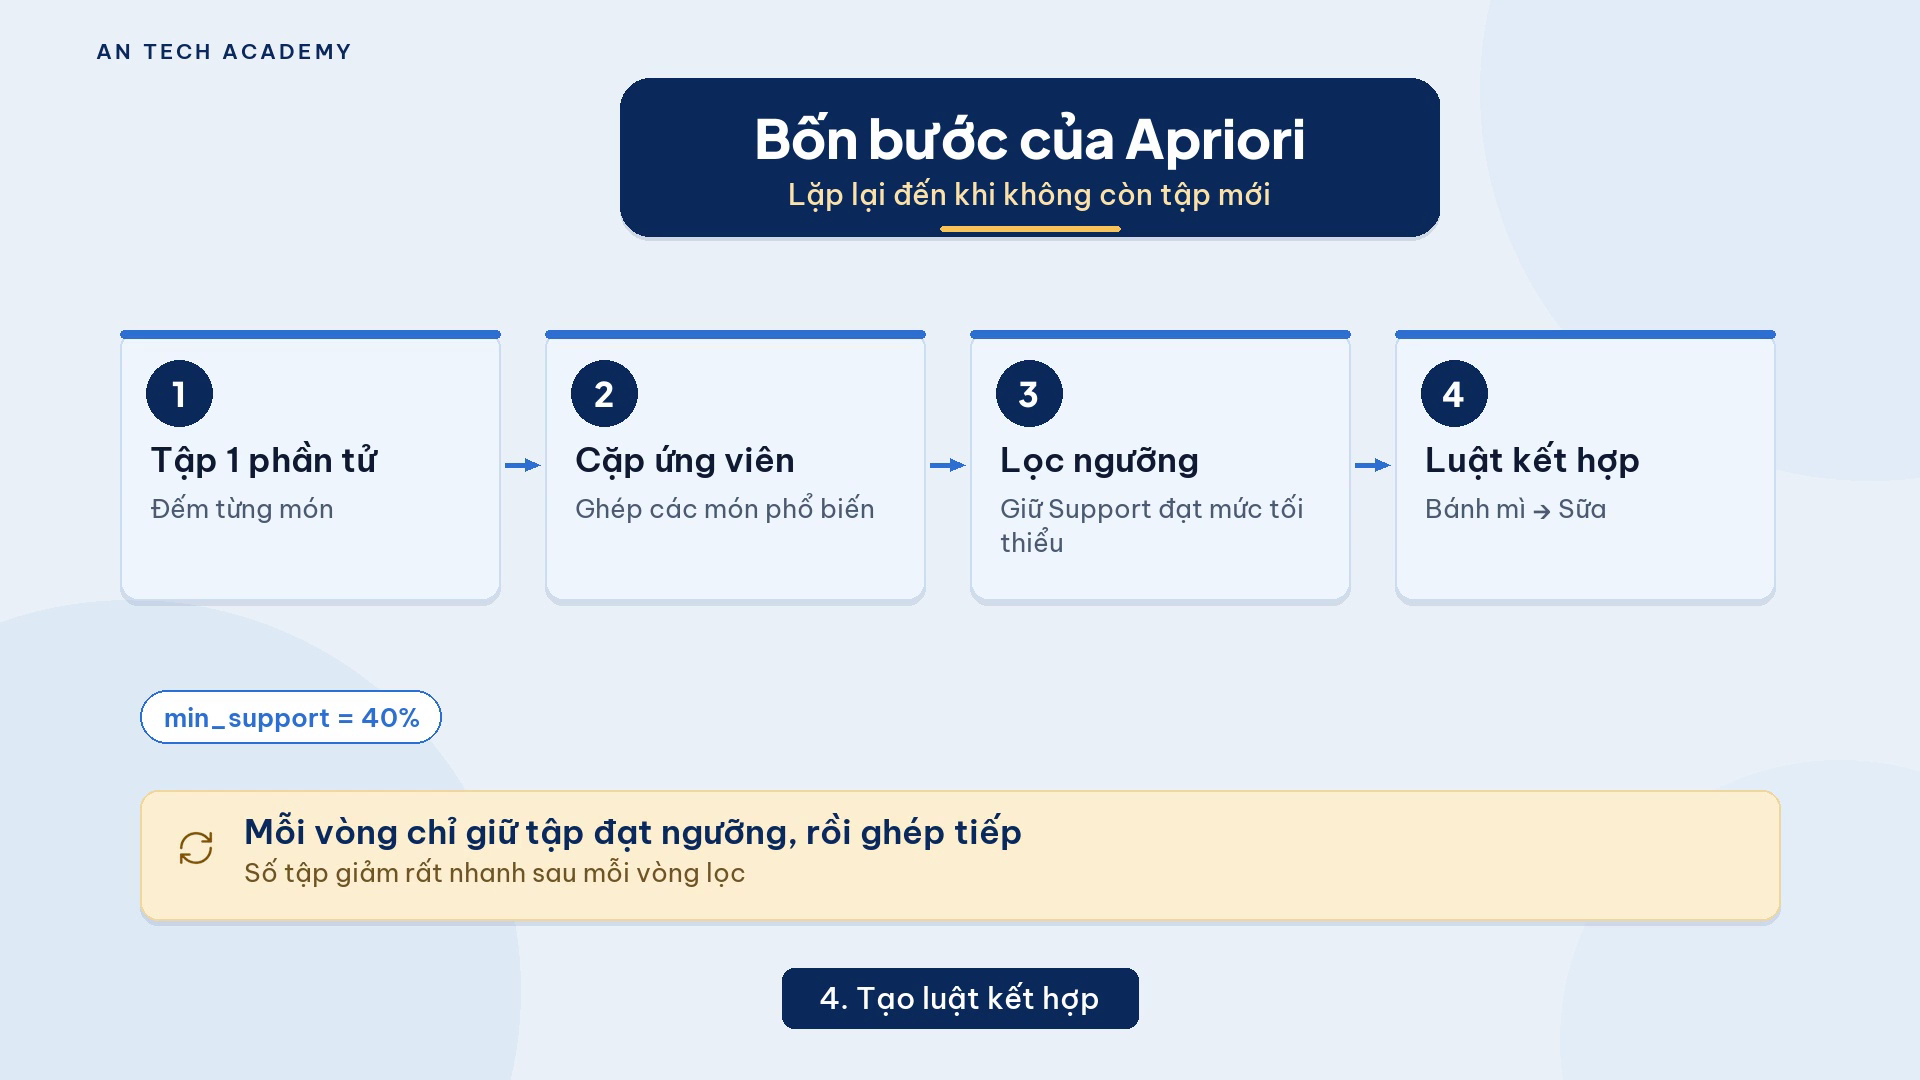 AN TECH ACADEMY
Bốn bước của Apriori
Lặp lại đến khi không còn tập mới
1
Tập 1 phần tử
Đếm từng món
2
Cặp ứng viên
Ghép các món phổ biến
3
Lọc ngưỡng
Giữ Support đạt mức tối
thiểu
4
Luật kết hợp
Bánh mì → Sữa
min_support = 40%
Mỗi vòng chỉ giữ tập đạt ngưỡng, rồi ghép tiếp
Số tập giảm rất nhanh sau mỗi vòng lọc
4. Tạo luật kết hợp